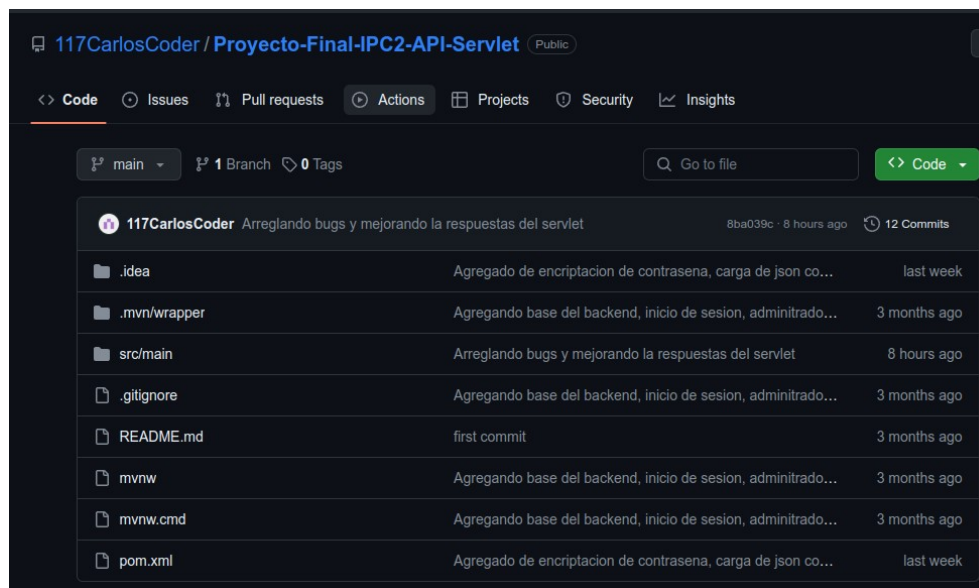 117CarlosCoder / Proyecto-Final-IPC2-API-Servlet Public
Code Issues Pull requests Actions Projects Security Insights
main 1 Branch 0 Tags Go to file Code
117CarlosCoder Arreglando bugs y mejorando la respuestas del servlet 8ba039c · 8 hours ago 12 Commits
.idea Agregado de encriptacion de contrasena, carga de json co... last week
.mvn/wrapper Agregando base del backend, inicio de sesion, adminitrado... 3 months ago
src/main Arreglando bugs y mejorando la respuestas del servlet 8 hours ago
.gitignore Agregando base del backend, inicio de sesion, adminitrado... 3 months ago
README.md first commit 3 months ago
mvnw Agregando base del backend, inicio de sesion, adminitrado... 3 months ago
mvnw.cmd Agregando base del backend, inicio de sesion, adminitrado... 3 months ago
pom.xml Agregado de encriptacion de contrasena, carga de json co... last week